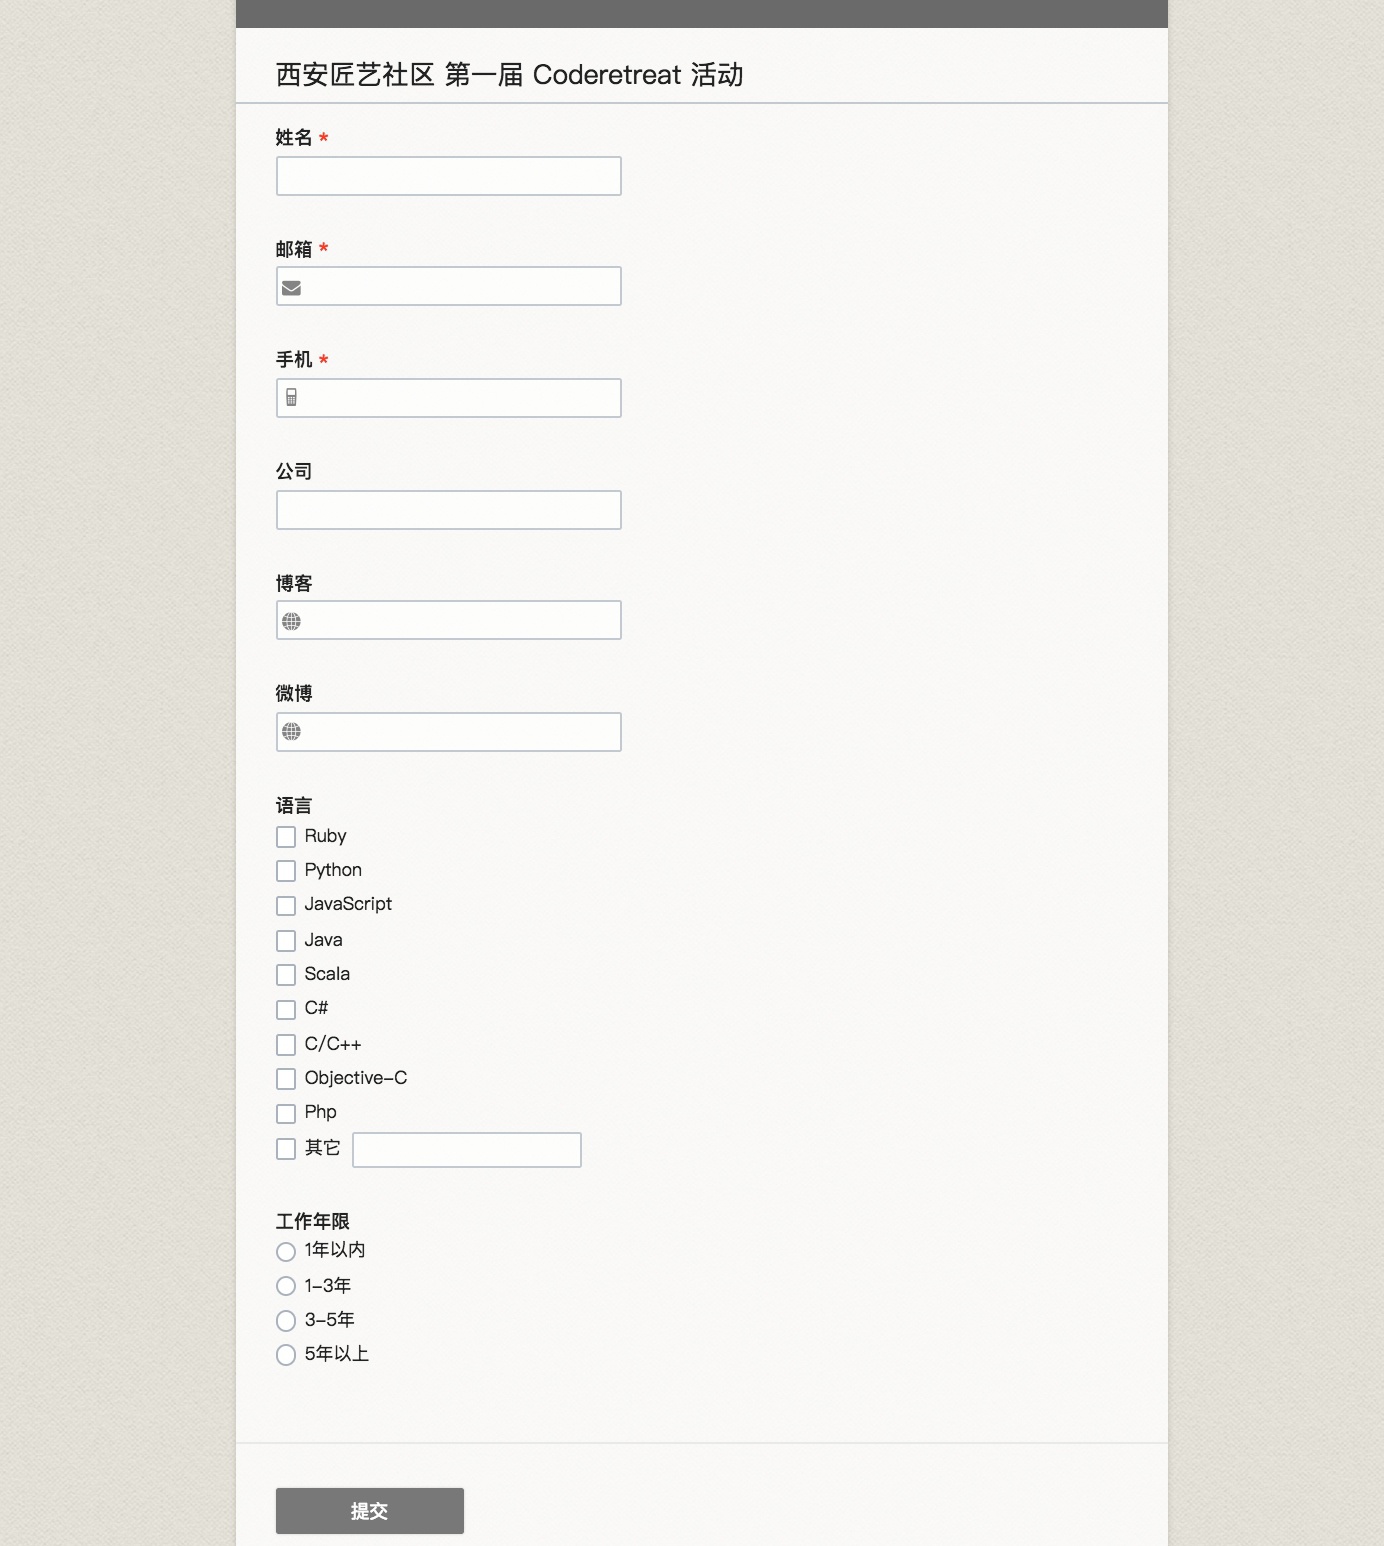 西安匠艺社区 第一届 Coderetreat 活动
姓名 *
邮箱 *
手机 *
公司
博客
微博
语言
Ruby
Python
JavaScript
Java
Scala
C#
C/C++
Objective-C
Php
其它
工作年限
1年以内
1-3年
3-5年
5年以上
提交